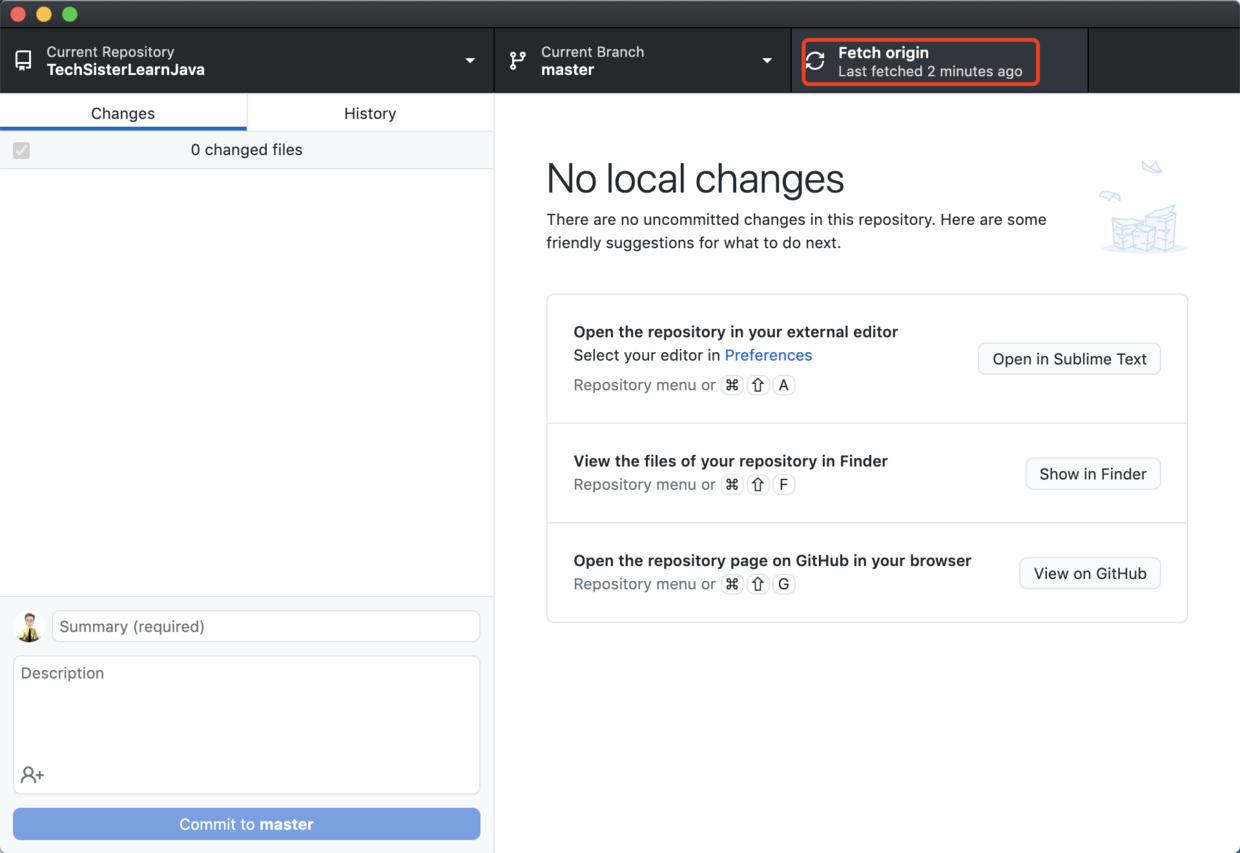 Current Repository
TechSisterLearnJava
Current Branch
master
Fetch origin
Last fetched 2 minutes ago
Changes
History
0 changed files
No local changes
There are no uncommitted changes in this repository. Here are some
friendly suggestions for what to do next.
Open the repository in your external editor
Select your editor in Preferences
Repository menu or ⌘ ⇧ A
Open in Sublime Text
View the files of your repository in Finder
Repository menu or ⌘ ⇧ F
Show in Finder
Open the repository page on GitHub in your browser
Repository menu or ⌘ ⇧ G
View on GitHub
Summary (required)
Description
Commit to master